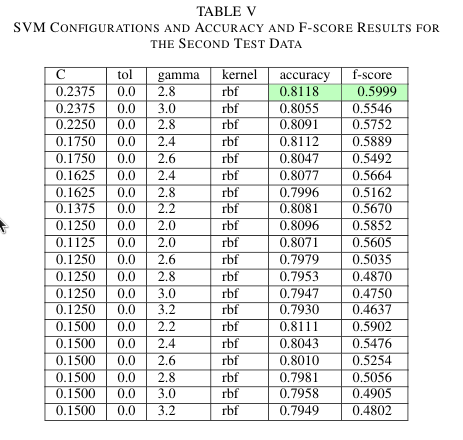 TABLE V
SVM CONFIGURATIONS AND ACCURACY AND F-SCORE RESULTS FOR
THE SECOND TEST DATA
C tol gamma kernel accuracy f-score
0.2375 0.0 2.8 rbf 0.8118 0.5999
0.2375 0.0 3.0 rbf 0.8055 0.5546
0.2250 0.0 2.8 rbf 0.8091 0.5752
0.1750 0.0 2.4 rbf 0.8112 0.5889
0.1750 0.0 2.6 rbf 0.8047 0.5492
0.1625 0.0 2.4 rbf 0.8077 0.5664
0.1625 0.0 2.8 rbf 0.7996 0.5162
0.1375 0.0 2.2 rbf 0.8081 0.5670
0.1250 0.0 2.0 rbf 0.8096 0.5852
0.1125 0.0 2.0 rbf 0.8071 0.5605
0.1250 0.0 2.6 rbf 0.7979 0.5035
0.1250 0.0 2.8 rbf 0.7953 0.4870
0.1250 0.0 3.0 rbf 0.7947 0.4750
0.1250 0.0 3.2 rbf 0.7930 0.4637
0.1500 0.0 2.2 rbf 0.8111 0.5902
0.1500 0.0 2.4 rbf 0.8043 0.5476
0.1500 0.0 2.6 rbf 0.8010 0.5254
0.1500 0.0 2.8 rbf 0.7981 0.5056
0.1500 0.0 3.0 rbf 0.7958 0.4905
0.1500 0.0 3.2 rbf 0.7949 0.4802